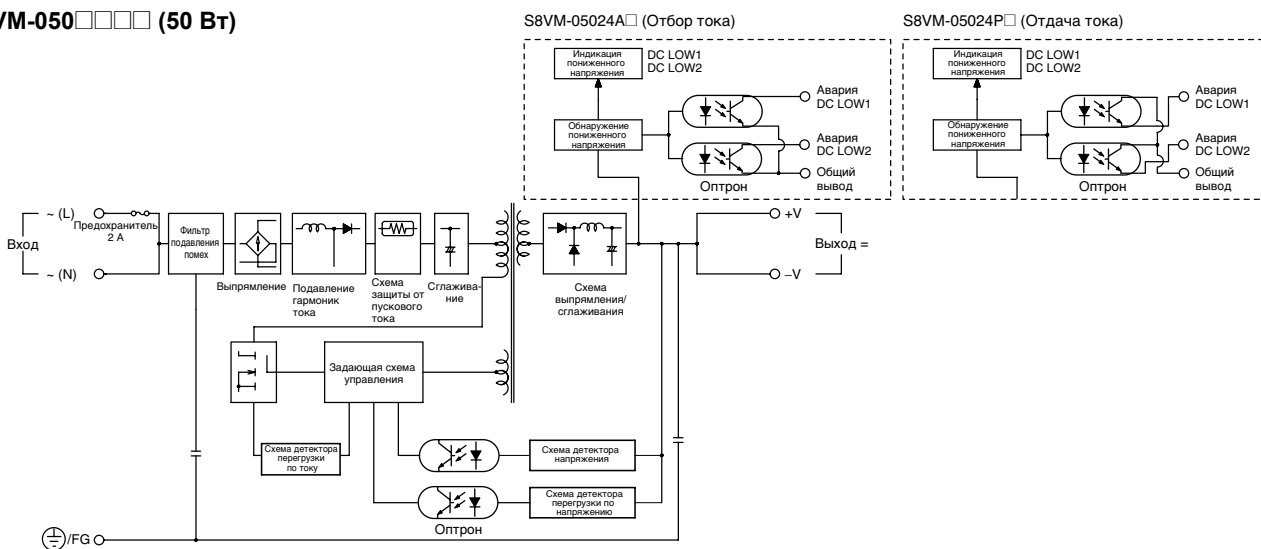 VM-050□□□□ (50 Вт)
S8VM-05024A□ (Отбор тока)
S8VM-05024P□ (Отдача тока)
Индикация
пониженного
напряжения
DC LOW1
DC LOW2
Обнаружение
пониженного
напряжения
Авария
DC LOW1
Авария
DC LOW2
Общий
вывод
Оптрон
Индикация
пониженного
напряжения
DC LOW1
DC LOW2
Обнаружение
пониженного
напряжения
Авария
DC LOW1
Авария
DC LOW2
Общий
вывод
Оптрон
Вход
~ (L)
Предохранитель
2 А
~ (N)
Фильтр
подавления
помех
Выпрямление
Подавление
гармоник
тока
Схема
защиты от
пускового
тока
Сглажива-
ние
Схема
выпрямления/
сглаживания
+V
Выход =
–V
Задающая схема
управления
Схема детектора
перегрузки
по току
Схема детектора
напряжения
Схема детектора
перегрузки по
напряжению
Оптрон
/FG